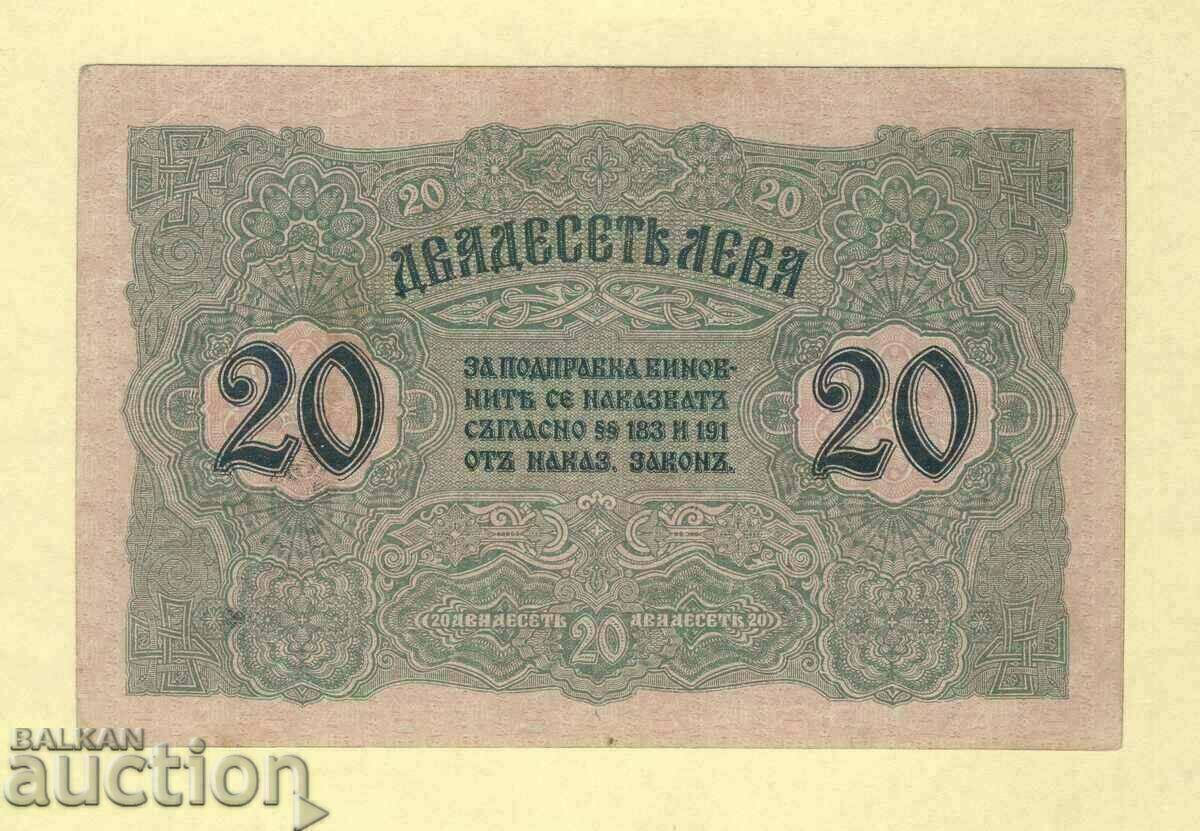 20 20
ДВАДЕСЕТЬ ЛЕВА
20 20
ЗА ПОДПРАВКА ВИНОВ-
НИТѢ СЕ НАКАЗВАТЪ
СЪГЛАСНО §§ 183 И 191
ОТЪ НАКАЗ. ЗАКОНЪ.
20 ДВАДЕСЕТЬ 20 ДВАДЕСЕТЬ 20
BALKAN
auction